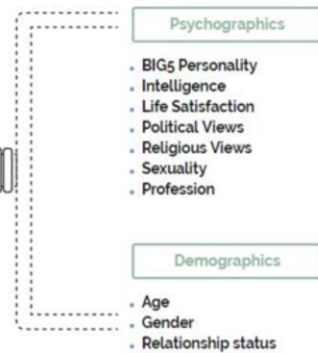 Psychographics
BIG5 Personality
Intelligence
Life Satisfaction
Political Views
Religious Views
Sexuality
Profession
Demographics
Age
Gender
Relationship status